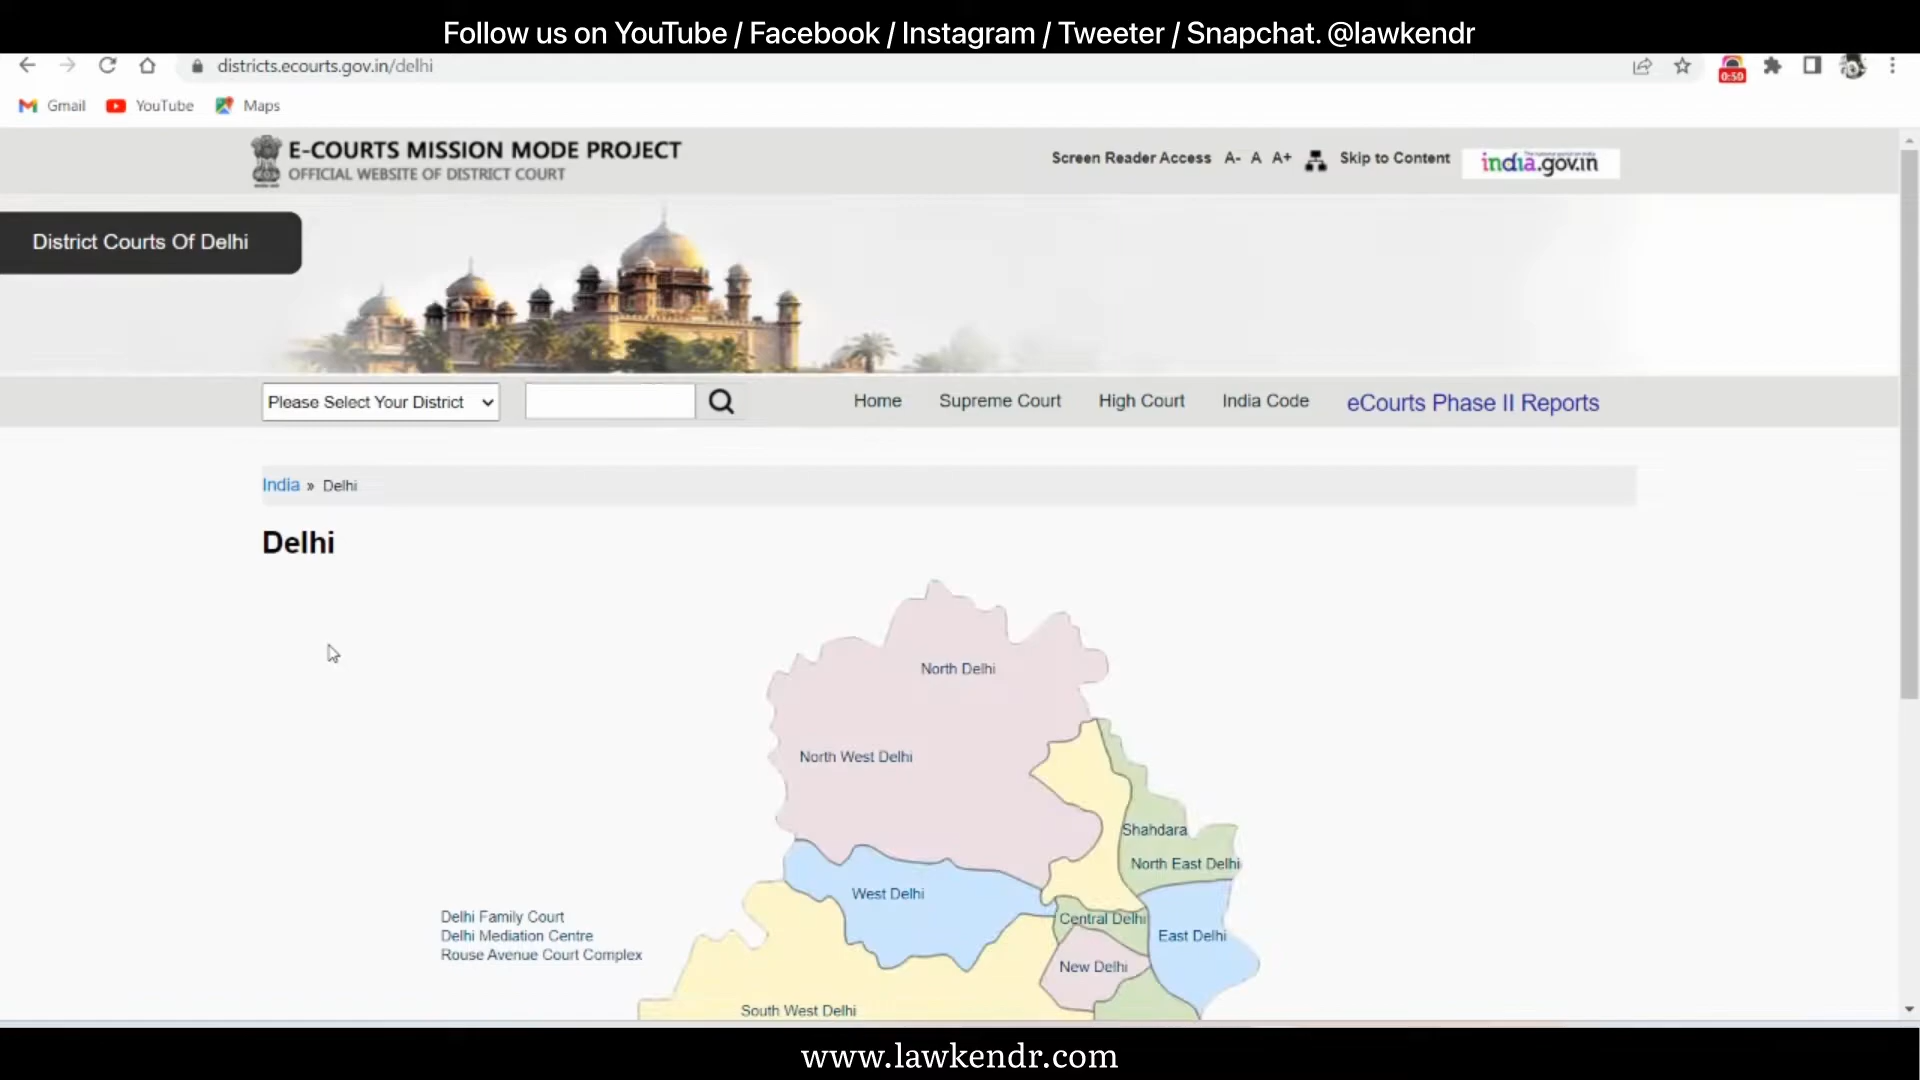 Follow us on YouTube / Facebook / Instagram / Tweeter / Snapchat. @lawkendr
districts.ecourts.gov.in/delhi
0:50
Gmail YouTube Maps
E-COURTS MISSION MODE PROJECT
OFFICIAL WEBSITE OF DISTRICT COURT
Screen Reader Access A- A A+ Skip to Content
india.gov.in
District Courts Of Delhi
Please Select Your District
Home Supreme Court High Court India Code eCourts Phase II Reports
India » Delhi
Delhi
North Delhi
North West Delhi
Shahdara
North East Delhi
West Delhi
Central Delhi
East Delhi
New Delhi
South West Delhi
Delhi Family Court
Delhi Mediation Centre
Rouse Avenue Court Complex
www.lawkendr.com